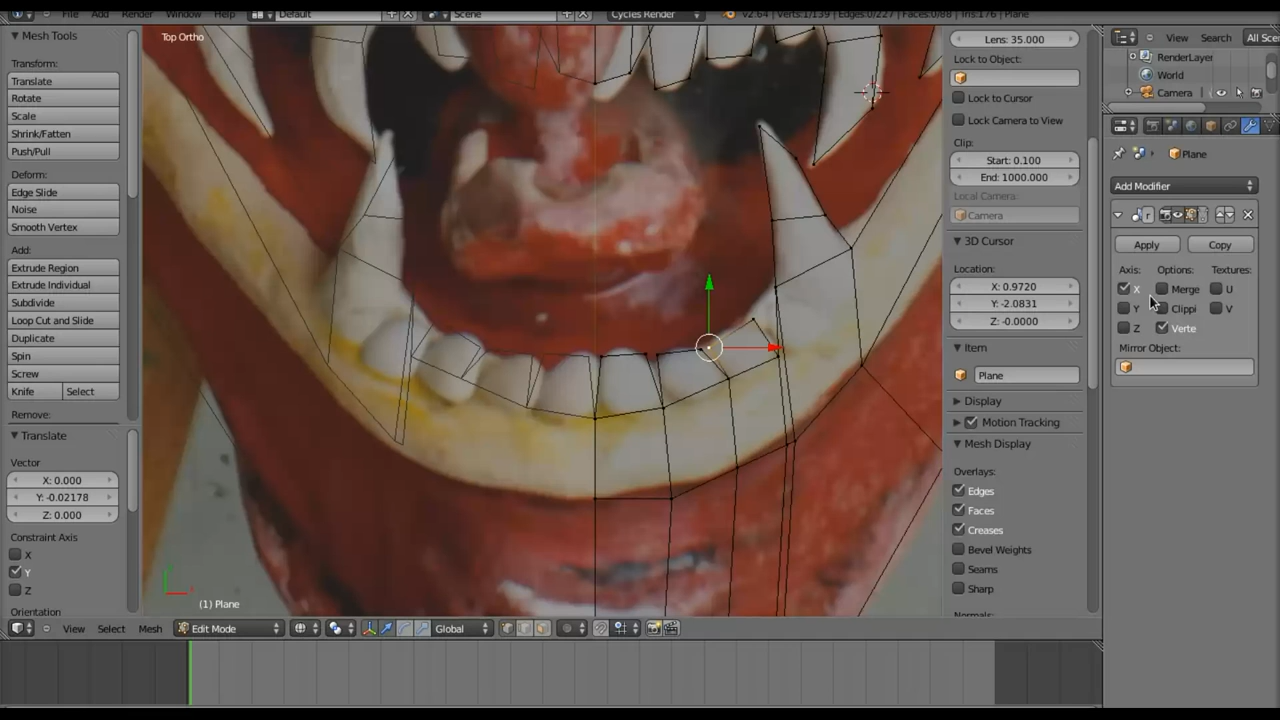 File Add Render Window Help Default Scene Cycles Render v2.64 | Verts:1/139 | Edges:0/227 | Faces:0/88 | Tris:176 | Plane
Mesh Tools
Transform:
Translate
Rotate
Scale
Shrink/Fatten
Push/Pull
Deform:
Edge Slide
Noise
Smooth Vertex
Add:
Extrude Region
Extrude Individual
Subdivide
Loop Cut and Slide
Duplicate
Spin
Screw
Knife Select
Remove:
Translate
Vector
X: 0.000
Y: -0.02178
Z: 0.000
Constraint Axis
X
Y
Z
Orientation
Top Ortho
(1) Plane
View Select Mesh Edit Mode Global
Lens: 35.000
Lock to Object:
Lock to Cursor
Lock Camera to View
Clip:
Start: 0.100
End: 1000.000
Local Camera:
Camera
3D Cursor
Location:
X: 0.9720
Y: -2.0831
Z: -0.0000
Item
Plane
Display
Motion Tracking
Mesh Display
Overlays:
Edges
Faces
Creases
Bevel Weights
Seams
Sharp
Normals:
View Search All Sce
RenderLayer
World
Camera
Plane
Add Modifier
Apply Copy
Axis: Options: Textures:
X Merge U
Y Clippi V
Z Verte
Mirror Object: